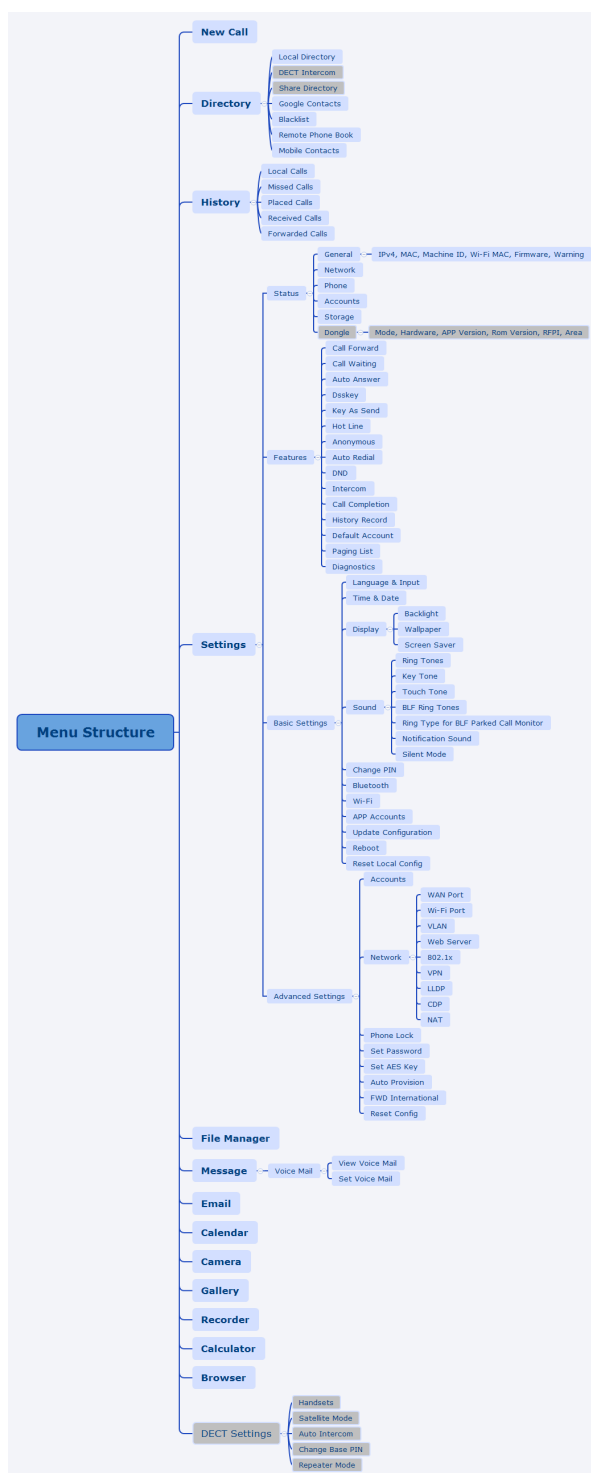 New Call
Local Directory
DECT Intercom
Share Directory
Directory
Google Contacts
Blacklist
Remote Phone Book
Mobile Contacts
Local Calls
Missed Calls
History
Placed Calls
Received Calls
Forwarded Calls
General
IPv4, MAC, Machine ID, Wi-Fi MAC, Firmware, Warning
Network
Status
Phone
Accounts
Storage
Dongle
Mode, Hardware, APP Version, Rom Version, RFPI, Area
Call Forward
Call Waiting
Auto Answer
Dsskey
Key As Send
Hot Line
Anonymous
Features
Auto Redial
DND
Intercom
Call Completion
History Record
Default Account
Paging List
Diagnostics
Language & Input
Time & Date
Backlight
Display
Wallpaper
Screen Saver
Settings
Ring Tones
Key Tone
Touch Tone
Sound
BLF Ring Tones
Basic Settings
Ring Type for BLF Parked Call Monitor
Menu Structure
Notification Sound
Silent Mode
Change PIN
Bluetooth
Wi-Fi
APP Accounts
Update Configuration
Reboot
Reset Local Config
Accounts
WAN Port
Wi-Fi Port
VLAN
Web Server
Network
802.1x
VPN
LLDP
Advanced Settings
CDP
NAT
Phone Lock
Set Password
Set AES Key
Auto Provision
FWD International
Reset Config
File Manager
Message
Voice Mail
View Voice Mail
Set Voice Mail
Email
Calendar
Camera
Gallery
Recorder
Calculator
Browser
Handsets
Satellite Mode
DECT Settings
Auto Intercom
Change Base PIN
Repeater Mode